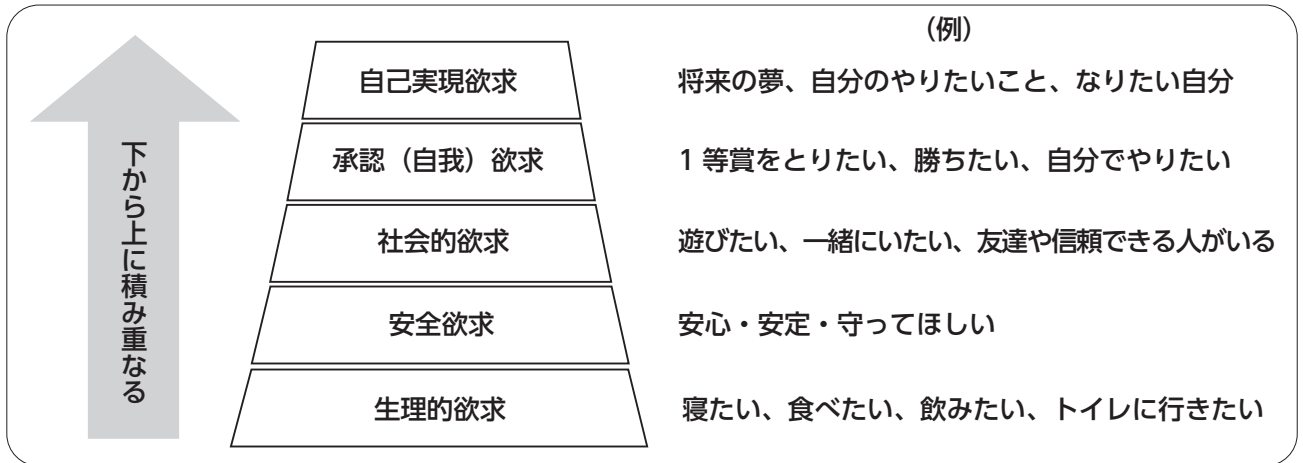 (例)
自己実現欲求 将来の夢、自分のやりたいこと、なりたい自分
承認(自我)欲求 1等賞をとりたい、勝ちたい、自分でやりたい
社会的欲求 遊びたい、一緒にいたい、友達や信頼できる人がいる
安全欲求 安心・安定・守ってほしい
生理的欲求 寝たい、食べたい、飲みたい、トイレに行きたい
下から上に積み重なる